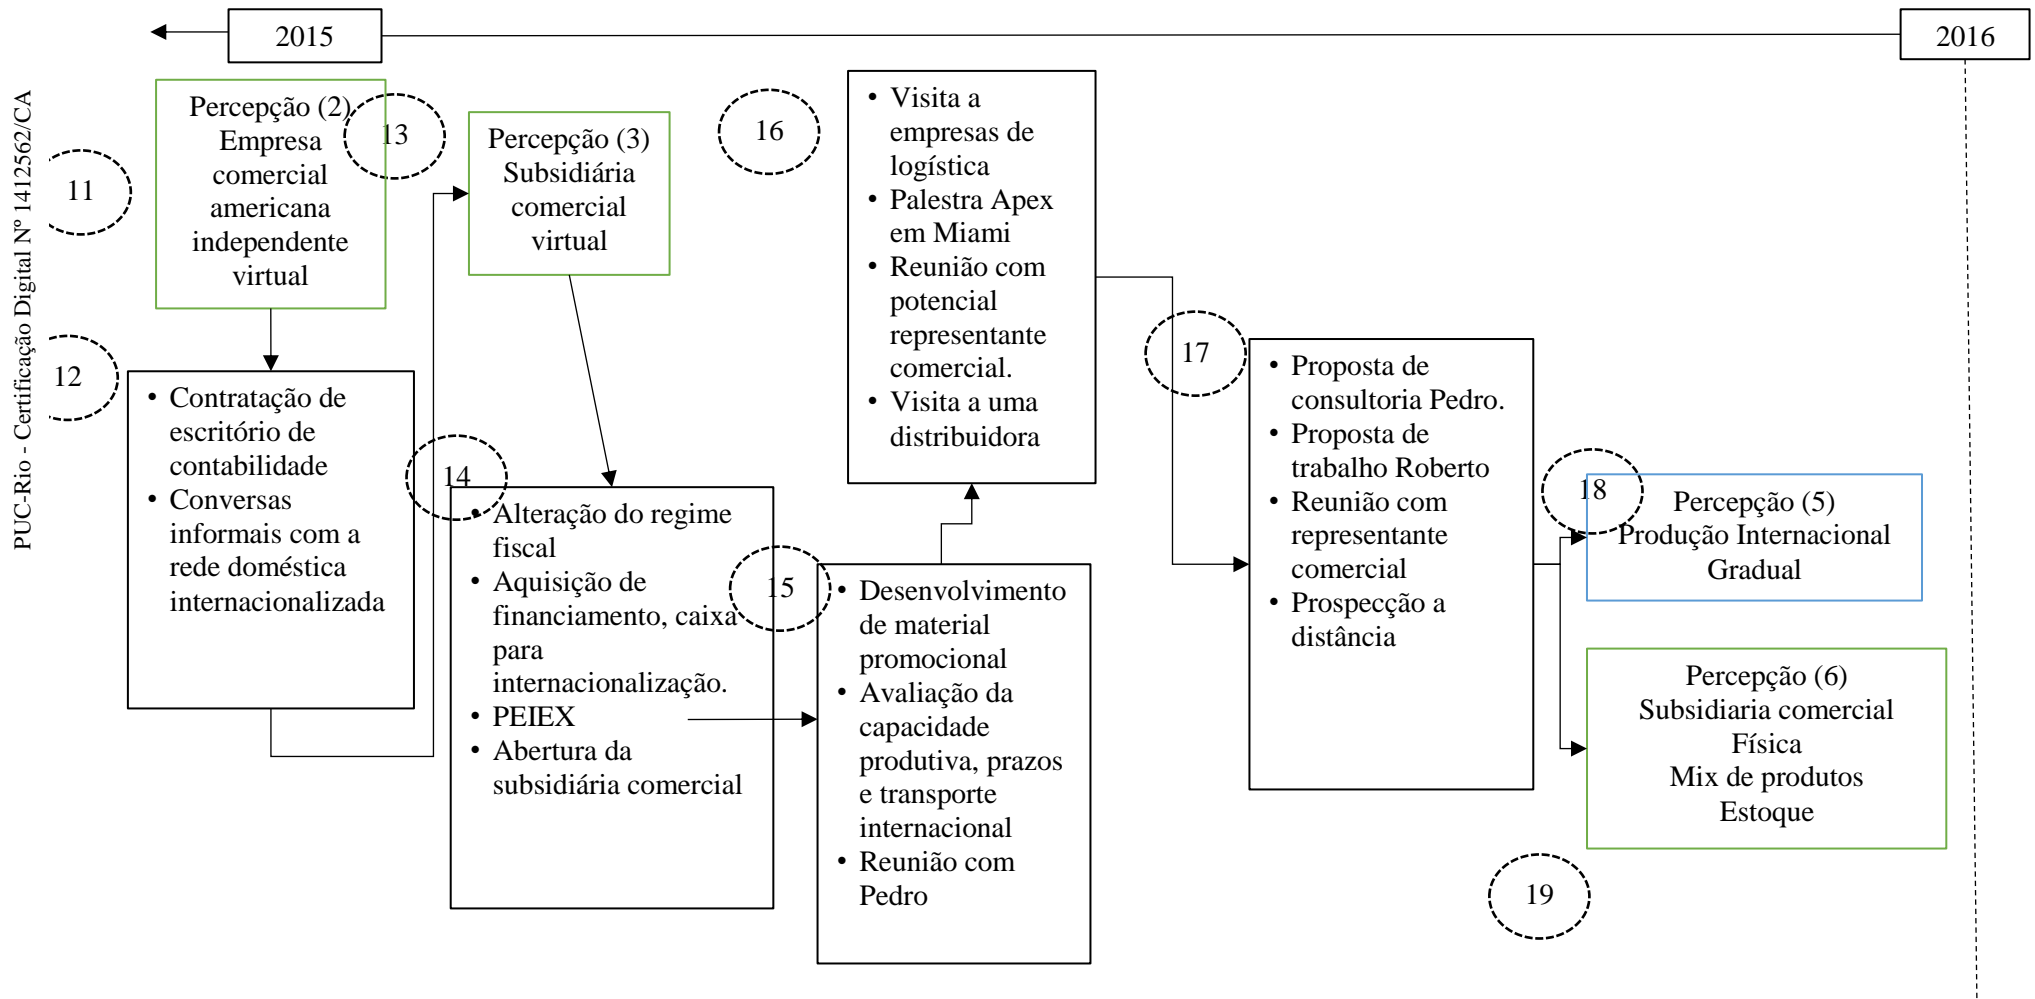 2015
2016
PUC-Rio - Certificação Digital Nº 1412562/CA
11
Percepção (2)
Empresa
comercial
americana
independente
virtual
12
• Contratação de
escritório de
contabilidade
• Conversas
informais com a
rede doméstica
internacionalizada
13
Percepção (3)
Subsidiária
comercial
virtual
14
• Alteração do regime
fiscal
• Aquisição de
financiamento, caixa
para
internacionalização.
• PEIEX
• Abertura da
subsidiária comercial
15
• Desenvolvimento
de material
promocional
• Avaliação da
capacidade
produtiva, prazos
e transporte
internacional
• Reunião com
Pedro
16
• Visita a
empresas de
logística
• Palestra Apex
em Miami
• Reunião com
potencial
representante
comercial.
• Visita a uma
distribuidora
17
• Proposta de
consultoria Pedro.
• Proposta de
trabalho Roberto
• Reunião com
representante
comercial
• Prospecção a
distância
18
Percepção (5)
Produção Internacional
Gradual
Percepção (6)
Subsidiaria comercial
Física
Mix de produtos
Estoque
19